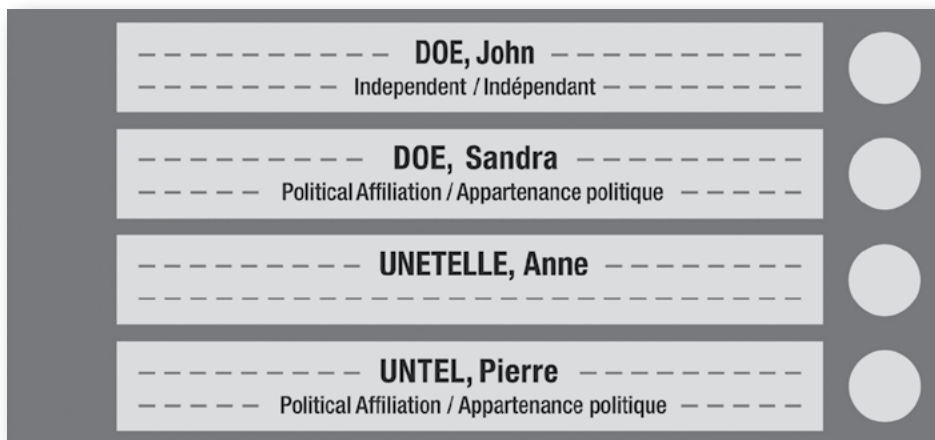 DOE, John
Independent / Indépendant
DOE, Sandra
Political Affiliation / Appartenance politique
UNETELLE, Anne
UNTEL, Pierre
Political Affiliation / Appartenance politique